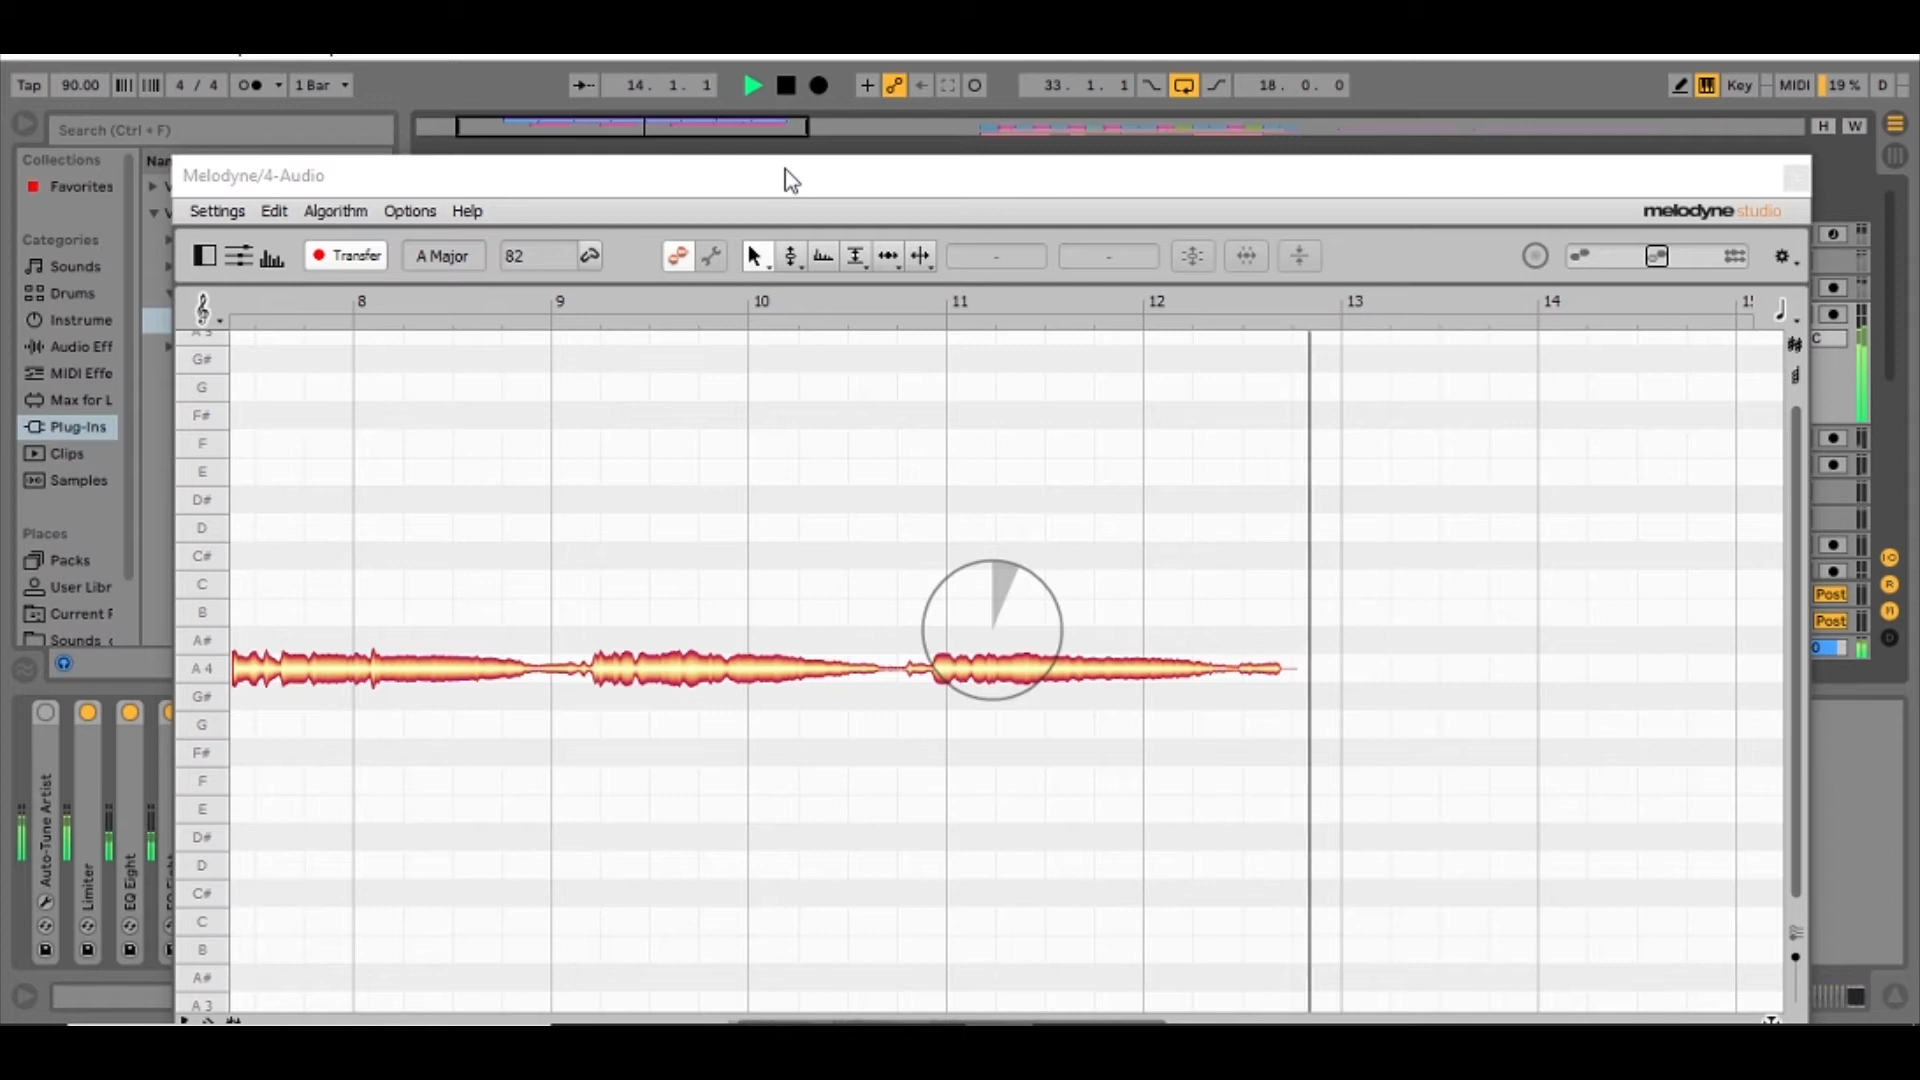 Tap 90.00 4 / 4 1 Bar 14. 1. 1 33. 1. 1 18. 0. 0 Key MIDI 19 % D
Search (Ctrl + F) H W
Collections
Favorites
Categories
Sounds
Drums
Instrume
Audio Eff
MIDI Effe
Max for L
Plug-Ins
Clips
Samples
Places
Packs
User Libr
Current F
Sounds
Melodyne/4-Audio
Settings Edit Algorithm Options Help melodyne studio
Transfer A Major 82 - -
8 9 10 11 12 13 14
A 5
G#
G
F#
F
E
D#
D
C#
C
B
A#
A 4
G#
G
F#
F
E
D#
D
C#
C
B
A#
A 3
C
Post
Post
0
I·O
R
M
D
Auto-Tune Artist
Limiter
EQ Eight